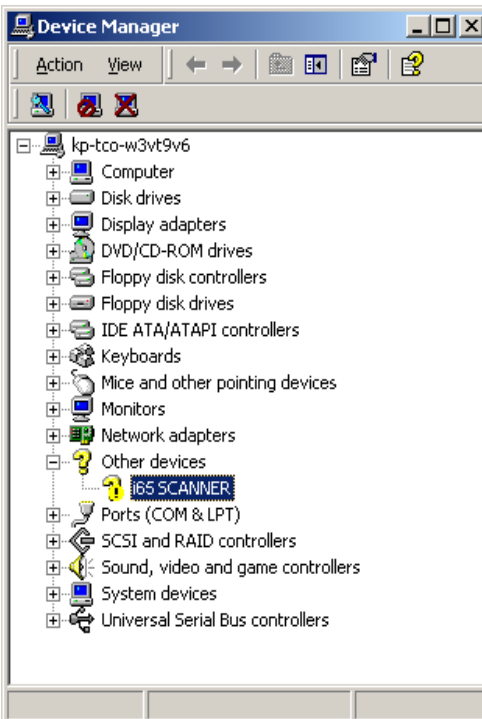 Device Manager
Action View
kp-tco-w3vt9v6
Computer
Disk drives
Display adapters
DVD/CD-ROM drives
Floppy disk controllers
Floppy disk drives
IDE ATA/ATAPI controllers
Keyboards
Mice and other pointing devices
Monitors
Network adapters
Other devices
i65 SCANNER
Ports (COM & LPT)
SCSI and RAID controllers
Sound, video and game controllers
System devices
Universal Serial Bus controllers